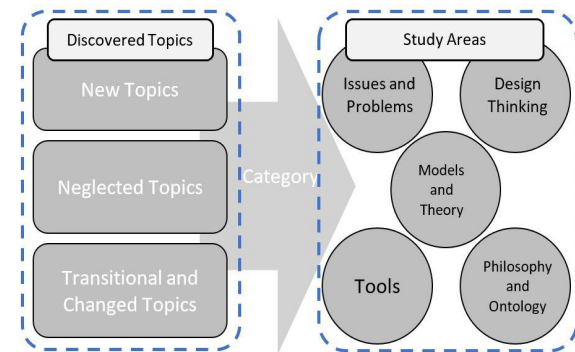 Discovered Topics
New Topics
Neglected Topics
Transitional and
Changed Topics
Category
Study Areas
Issues and
Problems
Design
Thinking
Models
and
Theory
Tools
Philosophy
and
Ontology